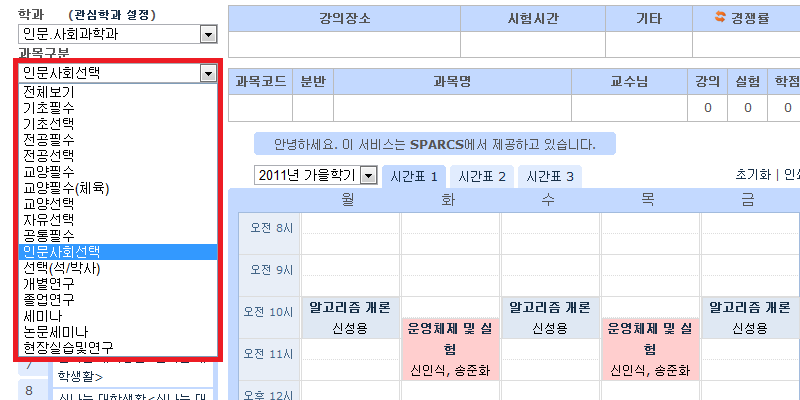 학과 (관심학과 설정)
인문.사회과학과
과목구분
인문사회선택
전체보기
기초필수
기초선택
전공필수
전공선택
교양필수
교양필수(체육)
교양선택
자유선택
공통필수
인문사회선택
선택(석/박사)
개별연구
졸업연구
세미나
논문세미나
현장실습및연구
7
학생활>
8
신나는 대학생활<신나는 대
강의장소 시험시간 기타 경쟁률
과목코드 분반 과목명 교수님 강의 실험 학점
0 0 0
안녕하세요. 이 서비스는 SPARCS에서 제공하고 있습니다.
2011년 가을학기 시간표 1 시간표 2 시간표 3 초기화 | 인쇄
월 화 수 목 금
오전 8시
오전 9시
오전 10시
알고리즘 개론
신성용
알고리즘 개론
신성용
알고리즘 개론
신성용
운영체제 및 실
험
신인식, 송준화
운영체제 및 실
험
신인식, 송준화
오전 11시
오후 12시